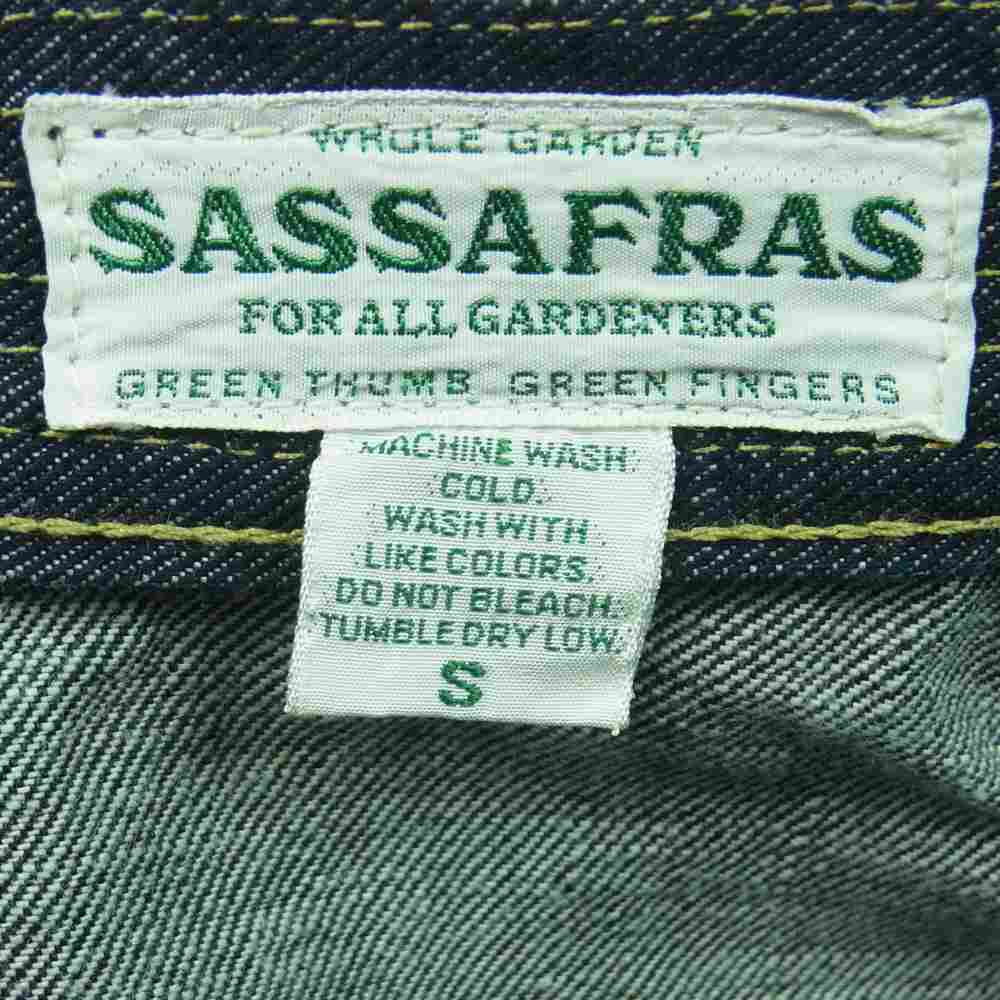 WHOLE GARDEN
SASSAFRAS
FOR ALL GARDENERS
GREEN THUMB GREEN FINGERS
MACHINE WASH
COLD.
WASH WITH
LIKE COLORS.
DO NOT BLEACH.
TUMBLE DRY LOW.
S